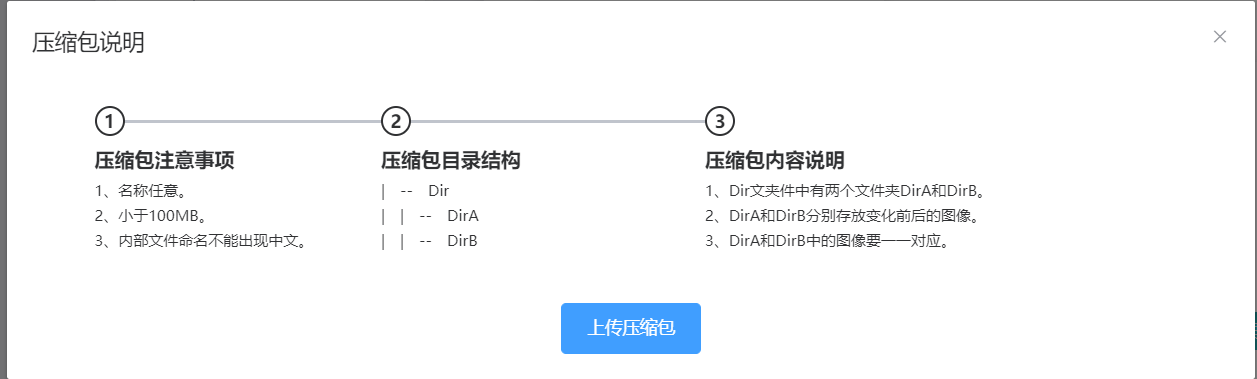 压缩包说明
1
2
3
压缩包注意事项
1、名称任意。
2、小于100MB。
3、内部文件命名不能出现中文。
压缩包目录结构
| -- Dir
| | -- DirA
| | -- DirB
压缩包内容说明
1、Dir文夹件中有两个文件夹DirA和DirB。
2、DirA和DirB分别存放变化前后的图像。
3、DirA和DirB中的图像要一一对应。
上传压缩包